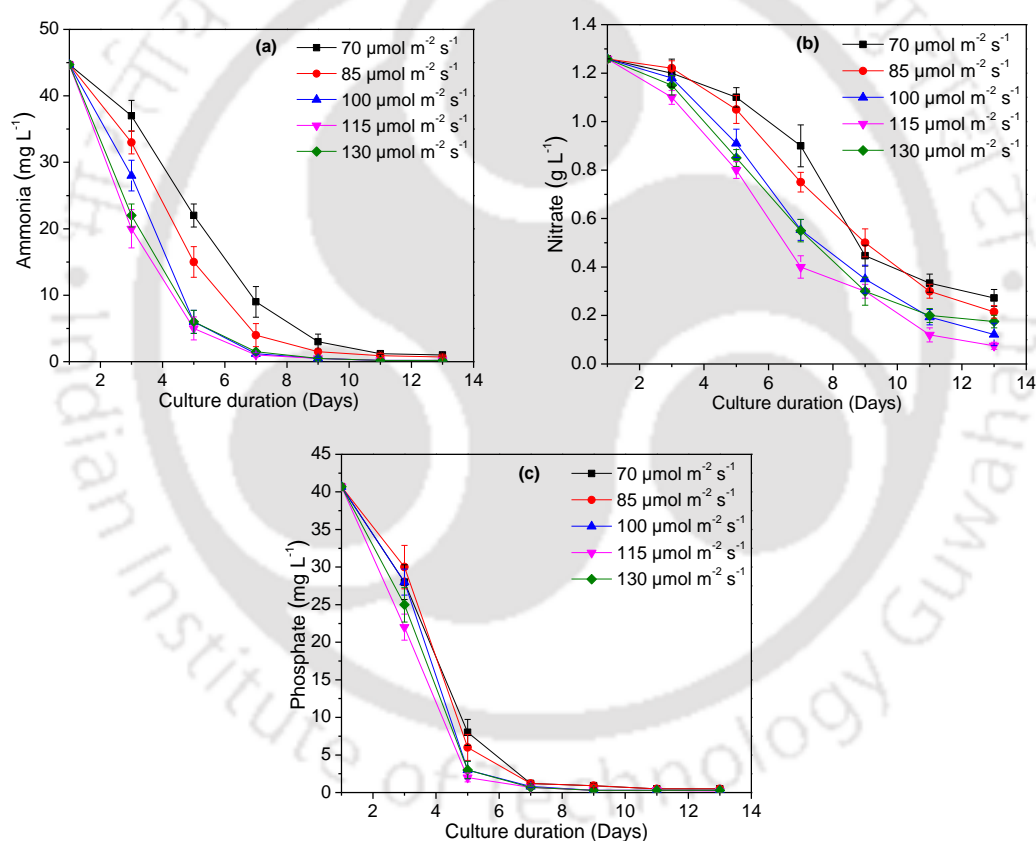 (a)
70 µmol m⁻² s⁻¹
85 µmol m⁻² s⁻¹
100 µmol m⁻² s⁻¹
115 µmol m⁻² s⁻¹
130 µmol m⁻² s⁻¹
Ammonia (mg L⁻¹)
50
40
30
20
10
0
2 4 6 8 10 12 14
Culture duration (Days)
(b)
70 µmol m⁻² s⁻¹
85 µmol m⁻² s⁻¹
100 µmol m⁻² s⁻¹
115 µmol m⁻² s⁻¹
130 µmol m⁻² s⁻¹
Nitrate (g L⁻¹)
1.4
1.2
1.0
0.8
0.6
0.4
0.2
0.0
2 4 6 8 10 12 14
Culture duration (Days)
(c)
70 µmol m⁻² s⁻¹
85 µmol m⁻² s⁻¹
100 µmol m⁻² s⁻¹
115 µmol m⁻² s⁻¹
130 µmol m⁻² s⁻¹
Phosphate (mg L⁻¹)
45
40
35
30
25
20
15
10
5
0
2 4 6 8 10 12 14
Culture duration (Days)
Indian Institute of Technology Guwahati